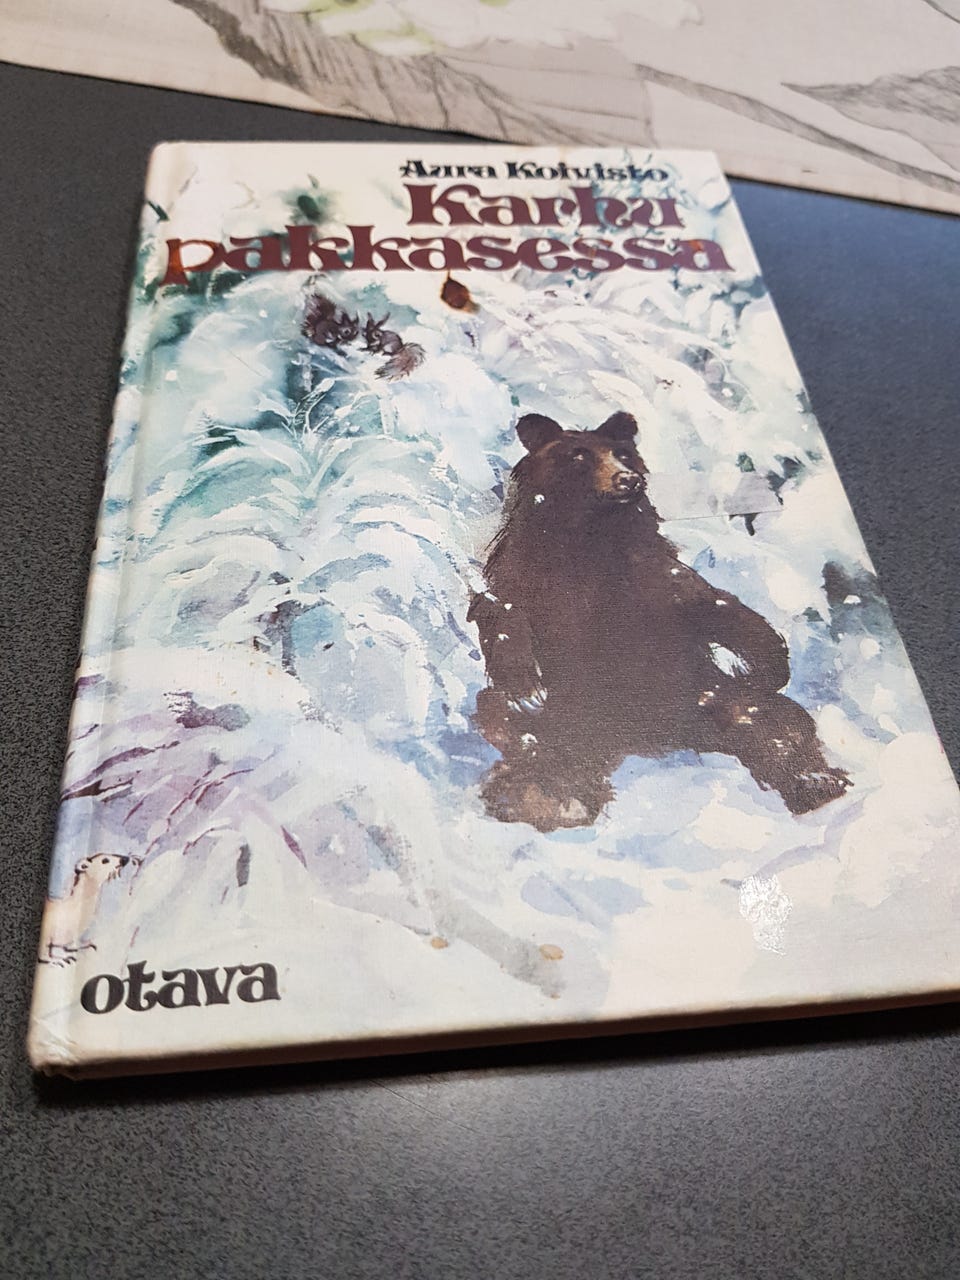 Aura Koivisto
Karhu
pakkasessa
otava